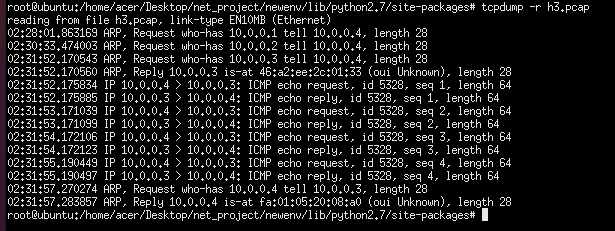 root@ubuntu:/home/acer/Desktop/net_project/newenv/lib/python2.7/site-packages# tcpdump -r h3.pcap
reading from file h3.pcap, link-type EN10MB (Ethernet)
02:28:01.863169 ARP, Request who-has 10.0.0.1 tell 10.0.0.4, length 28
02:30:33.474003 ARP, Request who-has 10.0.0.2 tell 10.0.0.4, length 28
02:31:52.170543 ARP, Request who-has 10.0.0.3 tell 10.0.0.4, length 28
02:31:52.170560 ARP, Reply 10.0.0.3 is-at 46:a2:ee:2c:01:33 (oui Unknown), length 28
02:31:52.175834 IP 10.0.0.4 > 10.0.0.3: ICMP echo request, id 5328, seq 1, length 64
02:31:52.175885 IP 10.0.0.3 > 10.0.0.4: ICMP echo reply, id 5328, seq 1, length 64
02:31:53.171039 IP 10.0.0.4 > 10.0.0.3: ICMP echo request, id 5328, seq 2, length 64
02:31:53.171099 IP 10.0.0.3 > 10.0.0.4: ICMP echo reply, id 5328, seq 2, length 64
02:31:54.172106 IP 10.0.0.4 > 10.0.0.3: ICMP echo request, id 5328, seq 3, length 64
02:31:54.172123 IP 10.0.0.3 > 10.0.0.4: ICMP echo reply, id 5328, seq 3, length 64
02:31:55.190449 IP 10.0.0.4 > 10.0.0.3: ICMP echo request, id 5328, seq 4, length 64
02:31:55.190497 IP 10.0.0.3 > 10.0.0.4: ICMP echo reply, id 5328, seq 4, length 64
02:31:57.270274 ARP, Request who-has 10.0.0.4 tell 10.0.0.3, length 28
02:31:57.283857 ARP, Reply 10.0.0.4 is-at fa:01:05:20:08:a0 (oui Unknown), length 28
root@ubuntu:/home/acer/Desktop/net_project/newenv/lib/python2.7/site-packages#